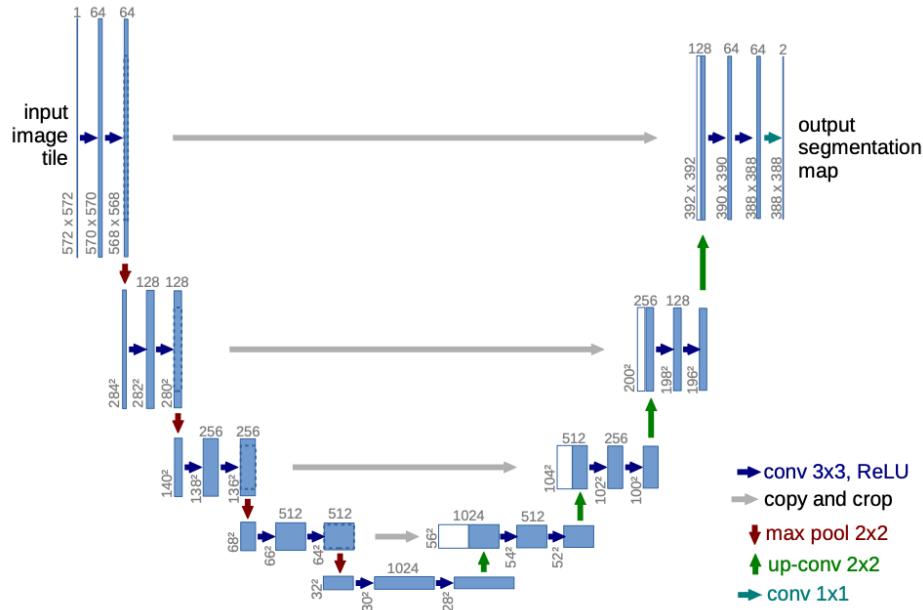 1 64 64
input
image
tile
572 x 572
570 x 570
568 x 568
128 64 64 2
392 x 392
390 x 390
388 x 388
388 x 388
output
segmentation
map
128 128
284²
282²
280²
256 128
200²
198²
196²
256 256
140²
138²
136²
512 256
104²
102²
100²
512 512
68²
66²
64²
1024 512
56²
54²
52²
1024
32²
30²
28²
conv 3x3, ReLU
copy and crop
max pool 2x2
up-conv 2x2
conv 1x1